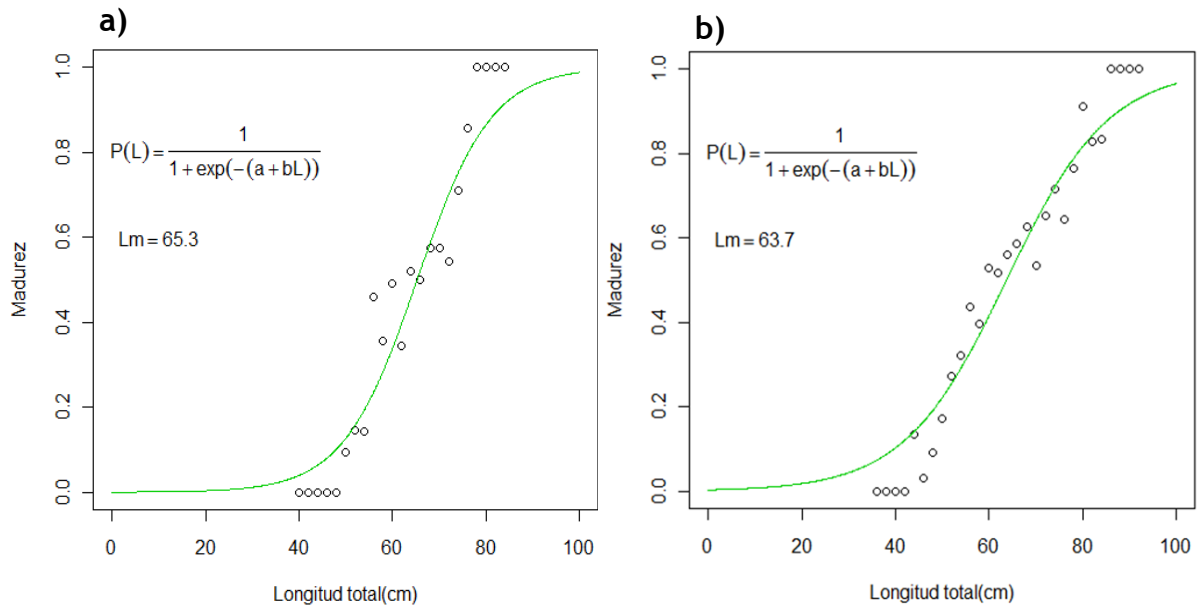 a)
P(L) = 1 / (1 + exp(−(a + bL)))
Lm = 65.3
Madurez
0.0 0.2 0.4 0.6 0.8 1.0
0 20 40 60 80 100
Longitud total(cm)
b)
P(L) = 1 / (1 + exp(−(a + bL)))
Lm = 63.7
Madurez
0.0 0.2 0.4 0.6 0.8 1.0
0 20 40 60 80 100
Longitud total(cm)